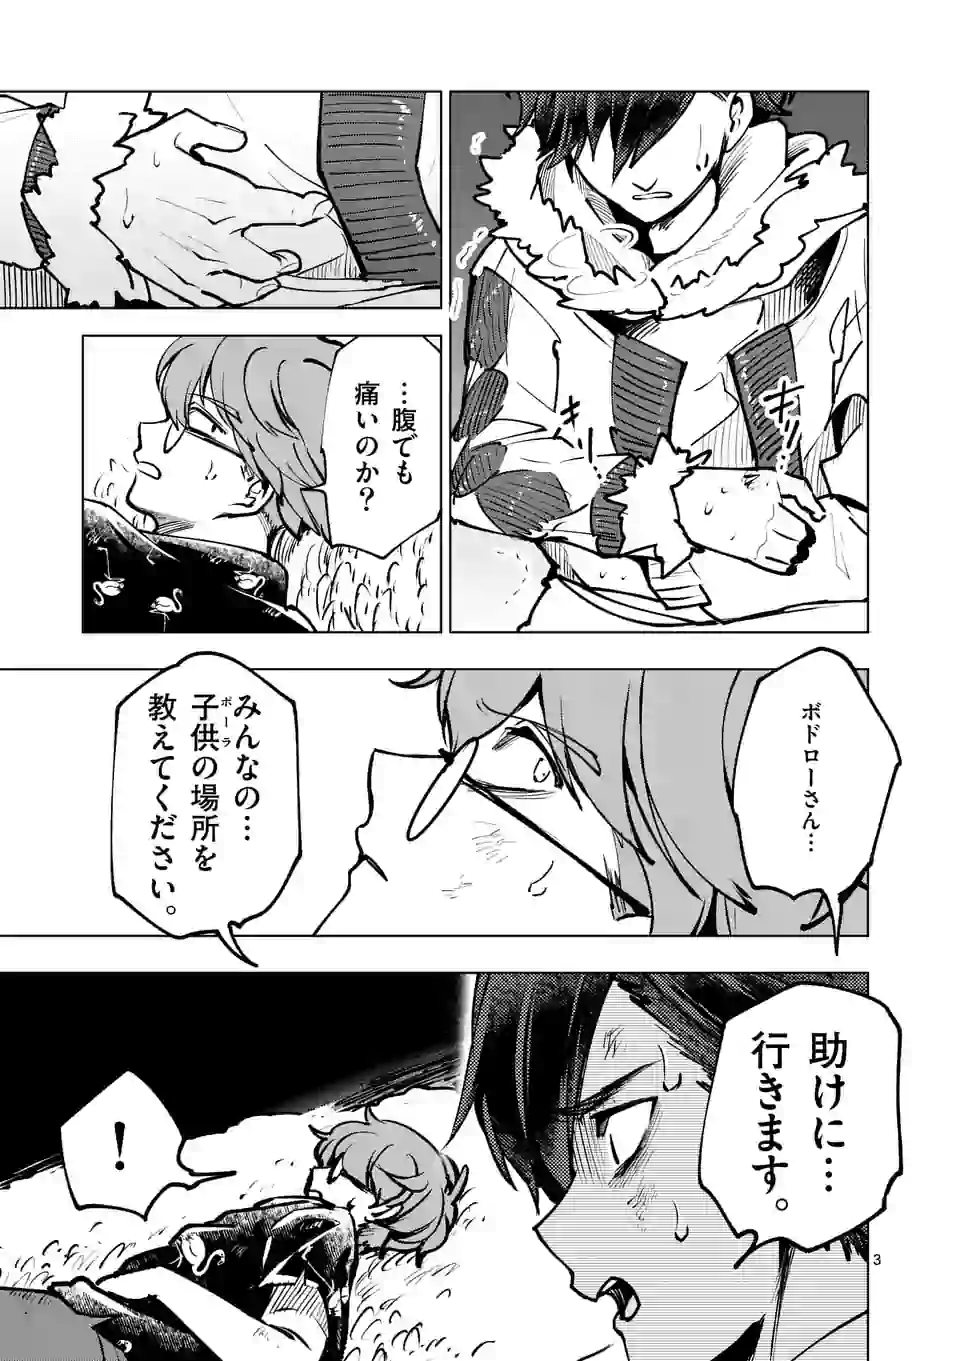 キリ…
キッ…
…腹でも
痛いのか?
ボドローさん…
みんなの…
子供の場所を
ポーラ
教えてください。
助けに…
行きます。
!
3